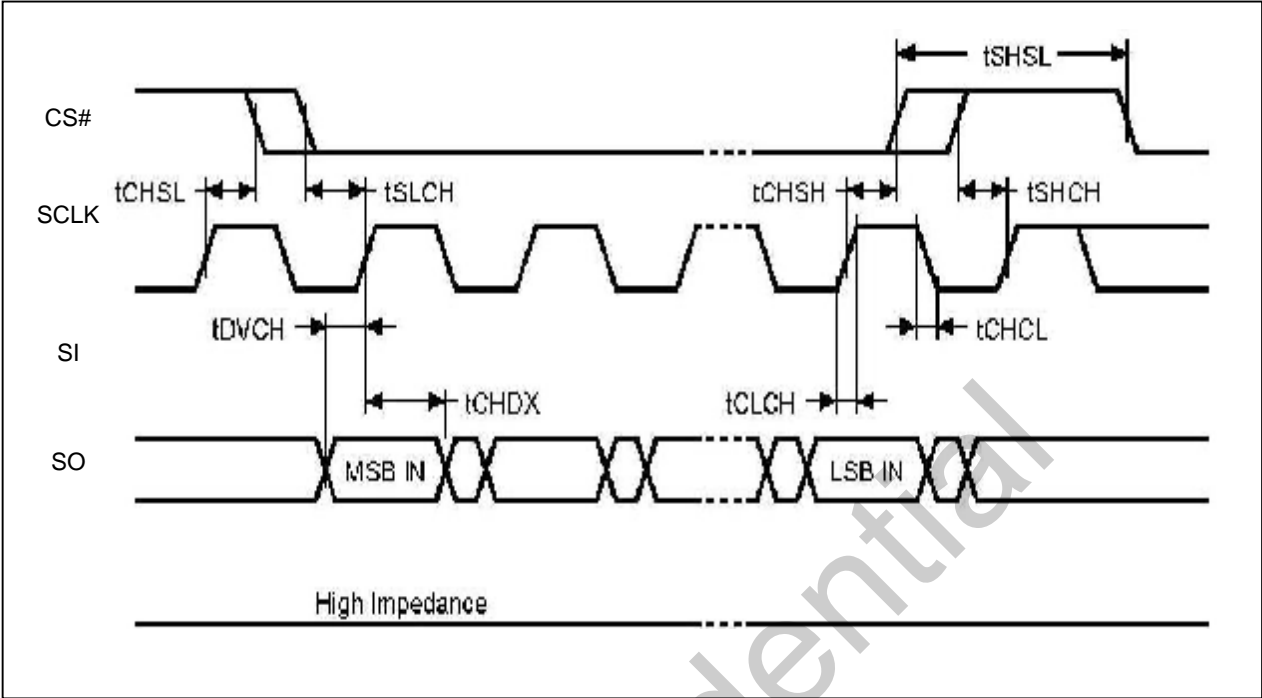 tSHSL
CS#
tCHSL
tSLCH
tCHSH
tSHCH
SCLK
tDVCH
tCHCL
SI
tCHDX
tCLCH
SO
MSB IN
LSB IN
High Impedance
dential